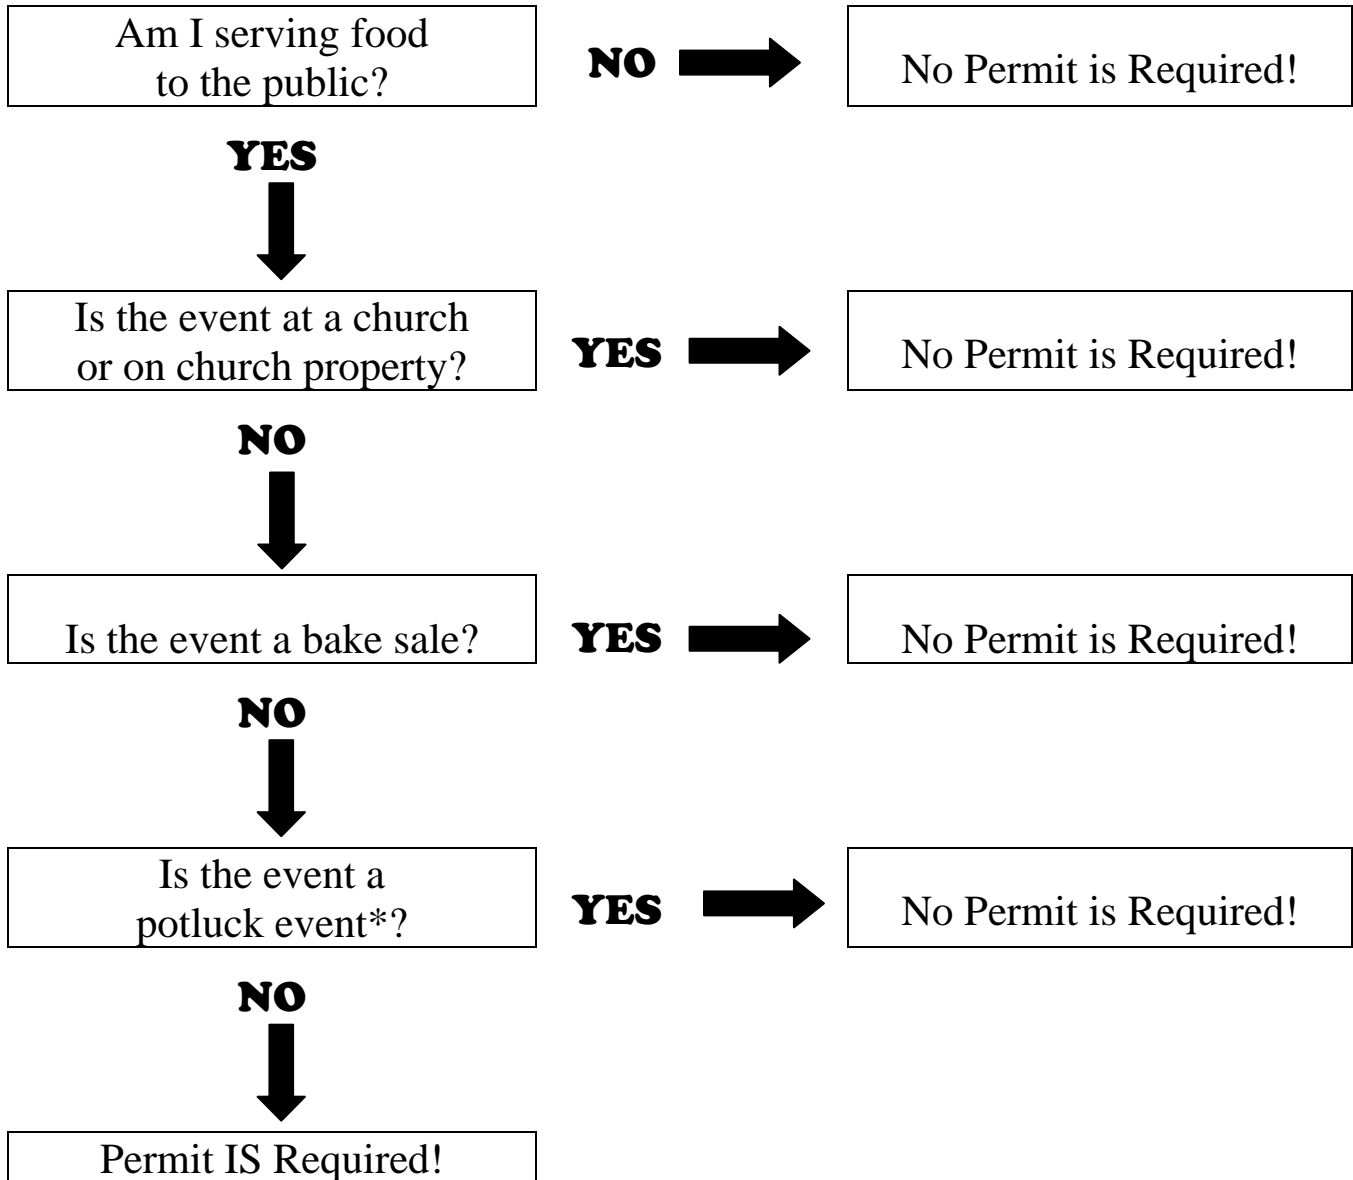 Am I serving food
to the public?
NO
No Permit is Required!
YES
Is the event at a church
or on church property?
YES
No Permit is Required!
NO
Is the event a bake sale?
YES
No Permit is Required!
NO
Is the event a
potluck event*?
YES
No Permit is Required!
NO
Permit IS Required!